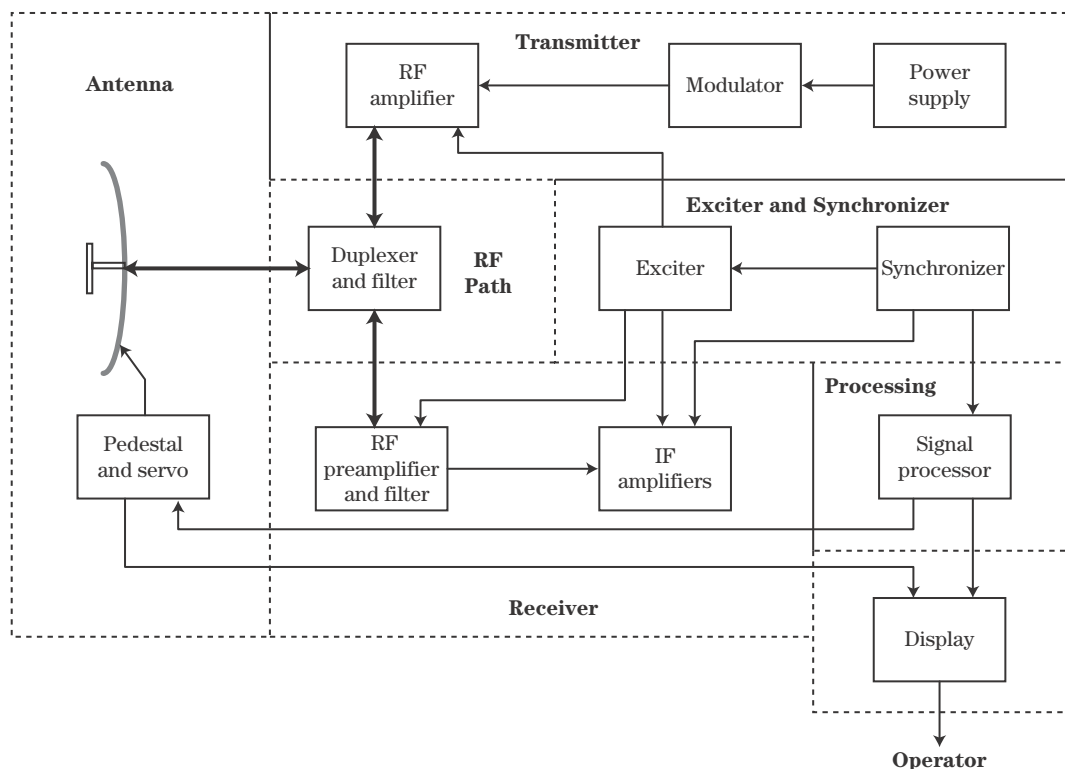 Transmitter
Antenna
RF
amplifier
Modulator
Power
supply
Exciter and Synchronizer
Duplexer
and filter
RF
Path
Exciter
Synchronizer
Processing
Pedestal
and servo
RF
preamplifier
and filter
IF
amplifiers
Signal
processor
Receiver
Display
Operator